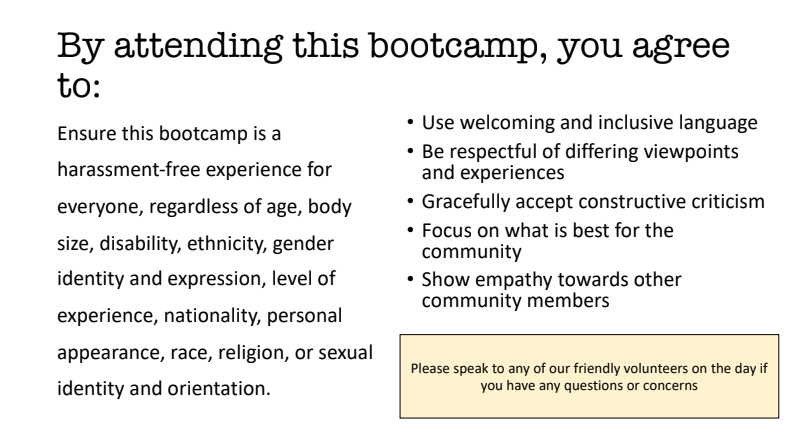 By attending this bootcamp, you agree
to:
Ensure this bootcamp is a
harassment-free experience for
everyone, regardless of age, body
size, disability, ethnicity, gender
identity and expression, level of
experience, nationality, personal
appearance, race, religion, or sexual
identity and orientation.
• Use welcoming and inclusive language
• Be respectful of differing viewpoints
and experiences
• Gracefully accept constructive criticism
• Focus on what is best for the
community
• Show empathy towards other
community members
Please speak to any of our friendly volunteers on the day if
you have any questions or concerns